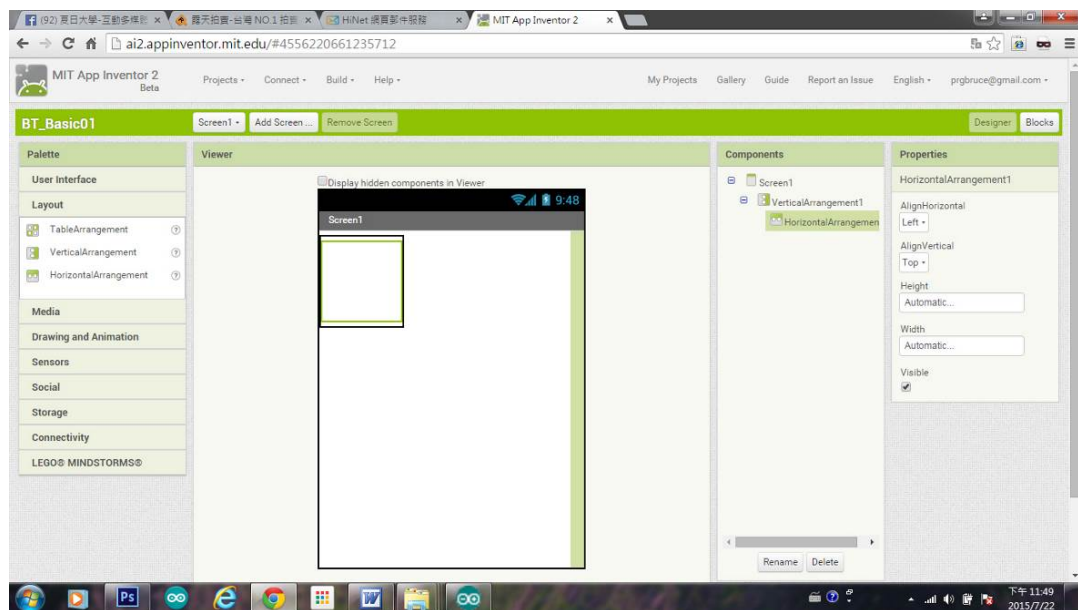 (92) 夏日大學-互動多媒
露天拍賣-台灣 NO.1 拍
HiNet 網頁郵件服務
MIT App Inventor 2
ai2.appinventor.mit.edu/#4556220661235712
MIT App Inventor 2
Beta
Projects
Connect
Build
Help
My Projects
Gallery
Guide
Report an Issue
English
prgbruce@gmail.com
BT_Basic01
Screen1
Add Screen ...
Remove Screen
Designer
Blocks
Palette
User Interface
Layout
TableArrangement
VerticalArrangement
HorizontalArrangement
Media
Drawing and Animation
Sensors
Social
Storage
Connectivity
LEGO® MINDSTORMS®
Viewer
Display hidden components in Viewer
9:48
Screen1
Components
Screen1
VerticalArrangement1
HorizontalArrangemen
Rename
Delete
Properties
HorizontalArrangement1
AlignHorizontal
Left
AlignVertical
Top
Height
Automatic...
Width
Automatic...
Visible
Ps
下午 11:49
2015/7/22